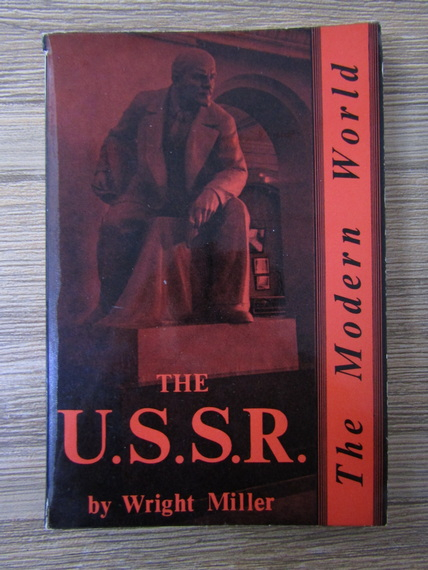 THE
U.S.S.R.
by Wright Miller
The Modern World